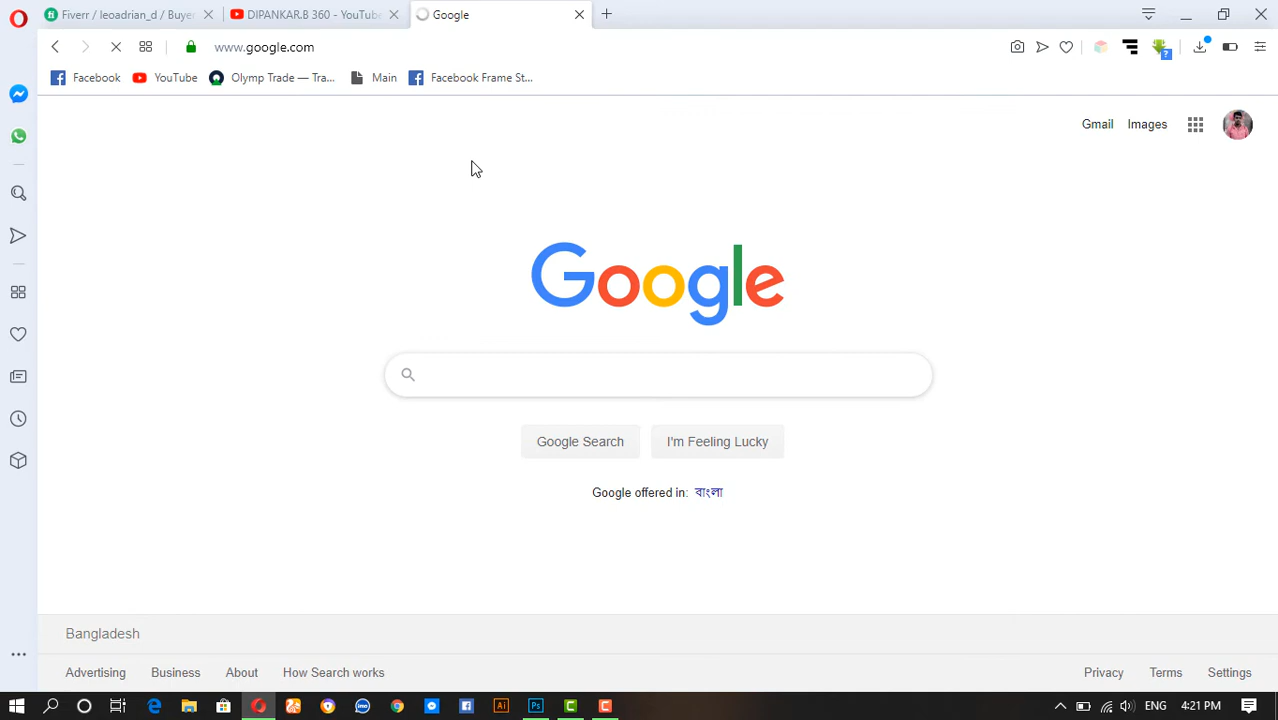 Fiverr / leoadrian_d / Buyer
DIPANKAR.B 360 - YouTube
Google
www.google.com
Facebook
YouTube
Olymp Trade — Tra...
Main
Facebook Frame St...
Gmail
Images
Google
Google Search
I'm Feeling Lucky
Google offered in: বাংলা
Bangladesh
Advertising
Business
About
How Search works
Privacy
Terms
Settings
ENG
4:21 PM